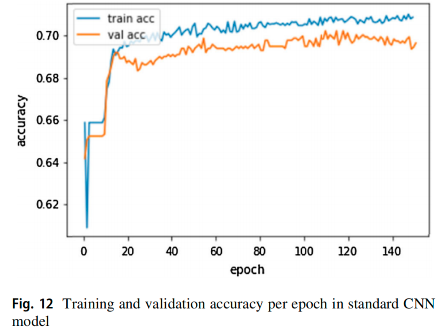 train acc
val acc
0.70
0.68
0.66
0.64
0.62
accuracy
0 20 40 60 80 100 120 140
epoch
Fig. 12 Training and validation accuracy per epoch in standard CNN
model